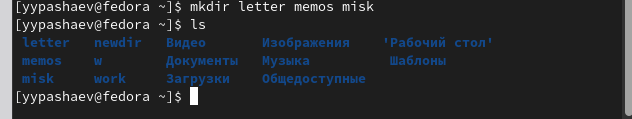 [yypashaev@fedora ~]$ mkdir letter memos misk
[yypashaev@fedora ~]$ ls
letter newdir Видео Изображения 'Рабочий стол'
memos w Документы Музыка Шаблоны
misk work Загрузки Общедоступные
[yypashaev@fedora ~]$